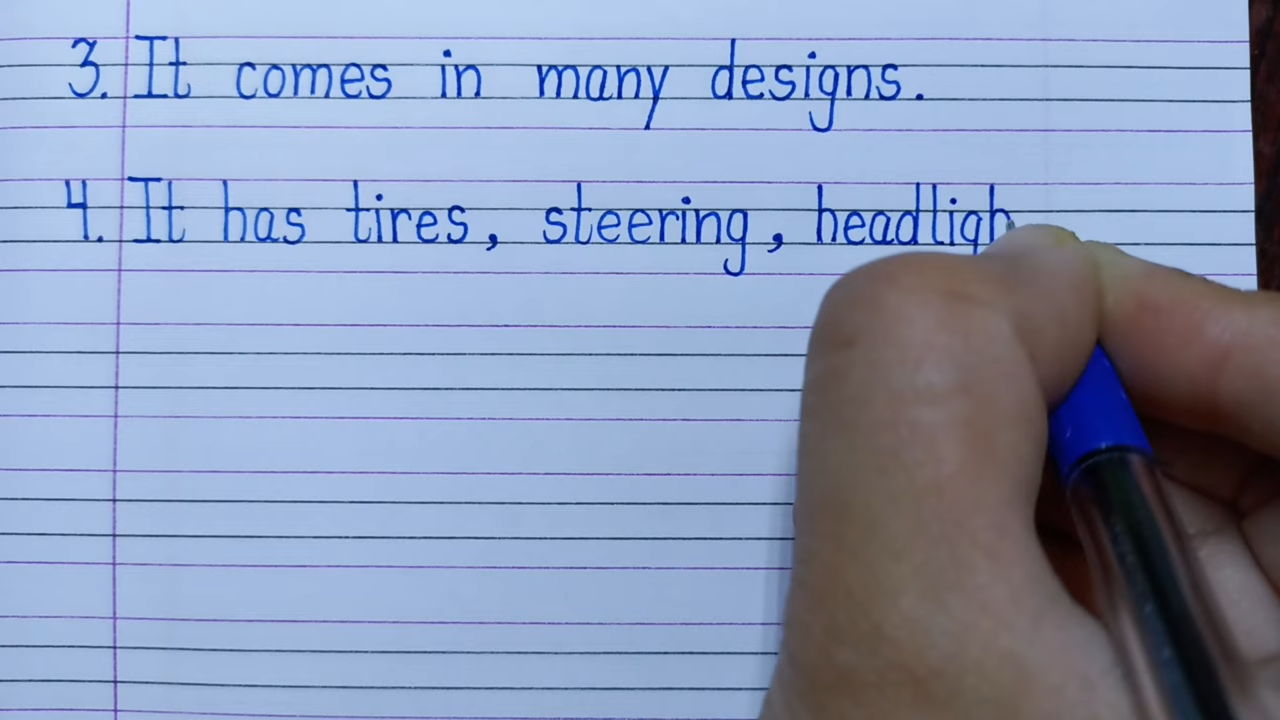 3. It comes in many designs.
4. It has tires, steering, headligh